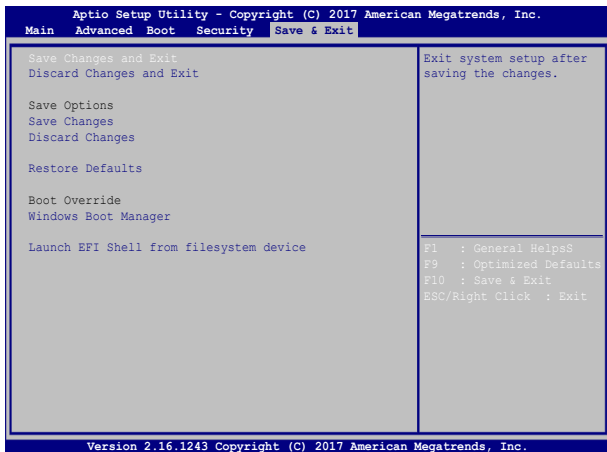 Aptio Setup Utility - Copyright (C) 2017 American Megatrends, Inc.
Main Advanced Boot Security Save & Exit
Save Changes and Exit
Discard Changes and Exit
Save Options
Save Changes
Discard Changes
Restore Defaults
Boot Override
Windows Boot Manager
Launch EFI Shell from filesystem device
Exit system setup after
saving the changes.
F1 : General HelpsS
F9 : Optimized Defaults
F10 : Save & Exit
ESC/Right Click : Exit
Version 2.16.1243 Copyright (C) 2017 American Megatrends, Inc.